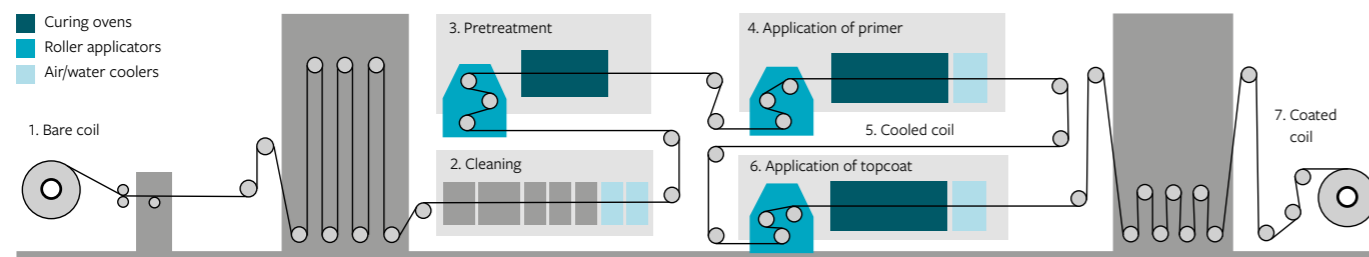 Curing ovens
Roller applicators
Air/water coolers
1. Bare coil
3. Pretreatment
2. Cleaning
4. Application of primer
5. Cooled coil
6. Application of topcoat
7. Coated
coil